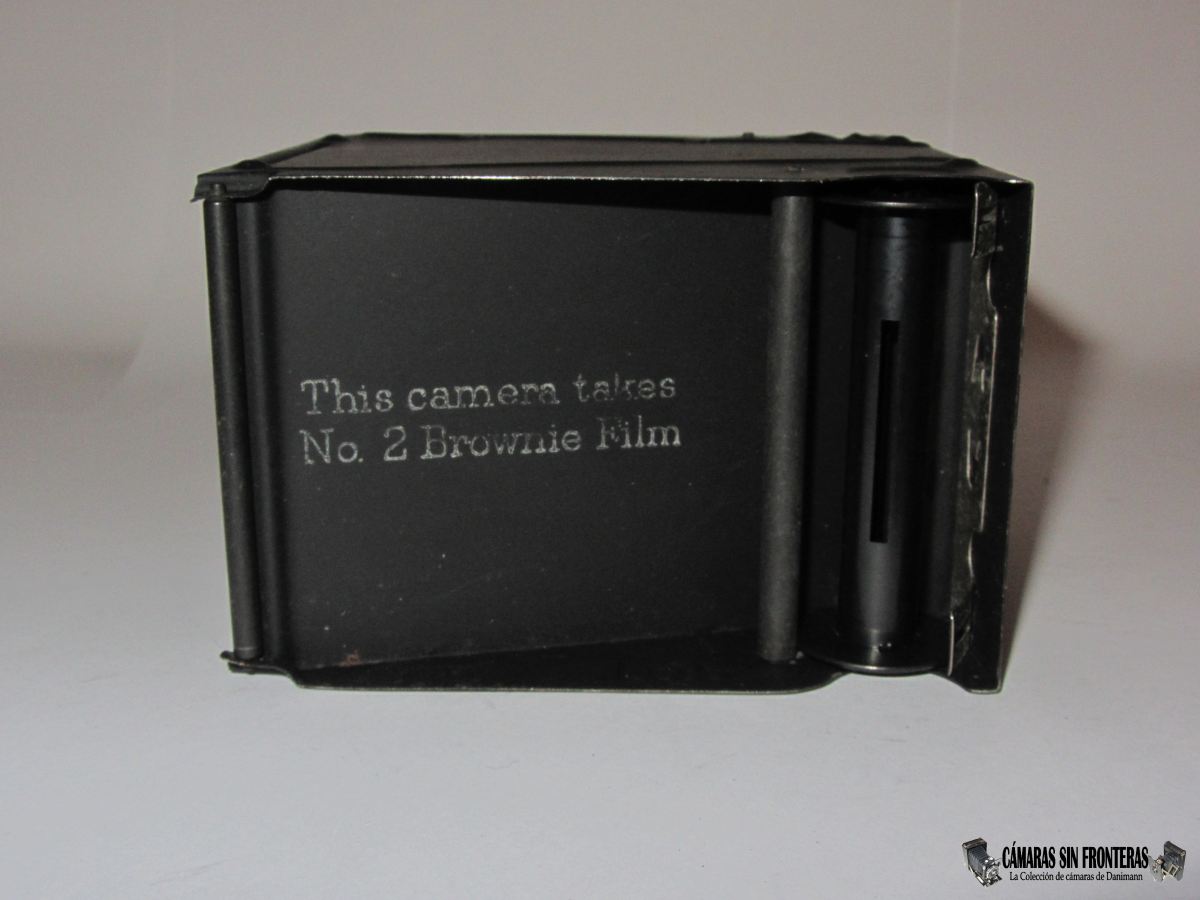 This camera takes
No. 2 Brownie Film
CÁMARAS SIN FRONTERAS
La Colección de cámaras de Danimann